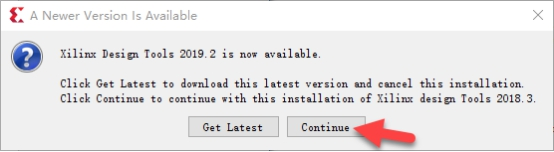 A Newer Version Is Available
Xilinx Design Tools 2019.2 is now available.
Click Get Latest to download this latest version and cancel this installation.
Click Continue to continue with this installation of Xilinx design Tools 2018.3.
Get Latest
Continue